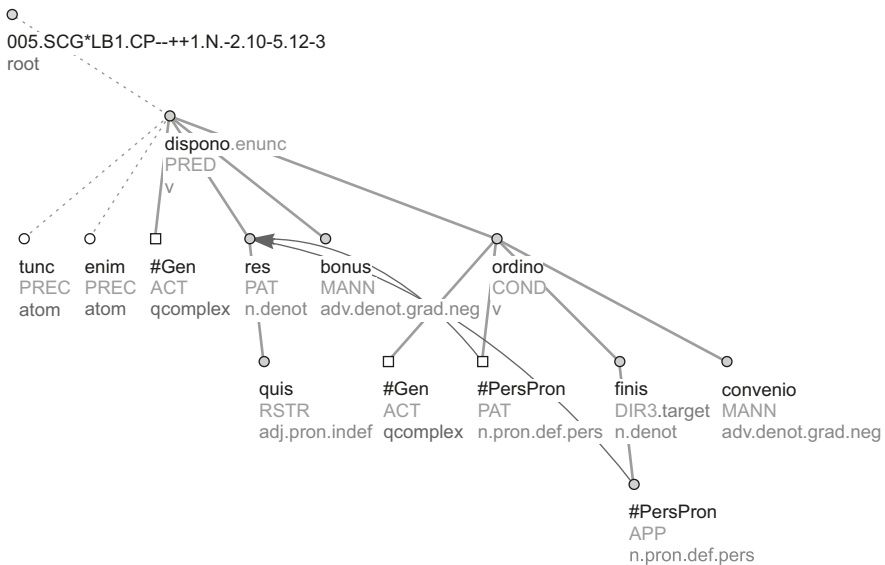 005.SCG*LB1.CP--++1.N.-2.10-5.12-3
root
dispono.enunc
PRED
v
tunc enim #Gen res bonus ordino
PREC PREC ACT PAT MANN COND
atom atom qcomplex n.denot adv.denot.grad.neg v
quis #Gen #PersPron finis convenio
RSTR ACT PAT DIR3.target MANN
adj.pron.indef qcomplex n.pron.def.pers n.denot adv.denot.grad.neg
#PersPron
APP
n.pron.def.pers